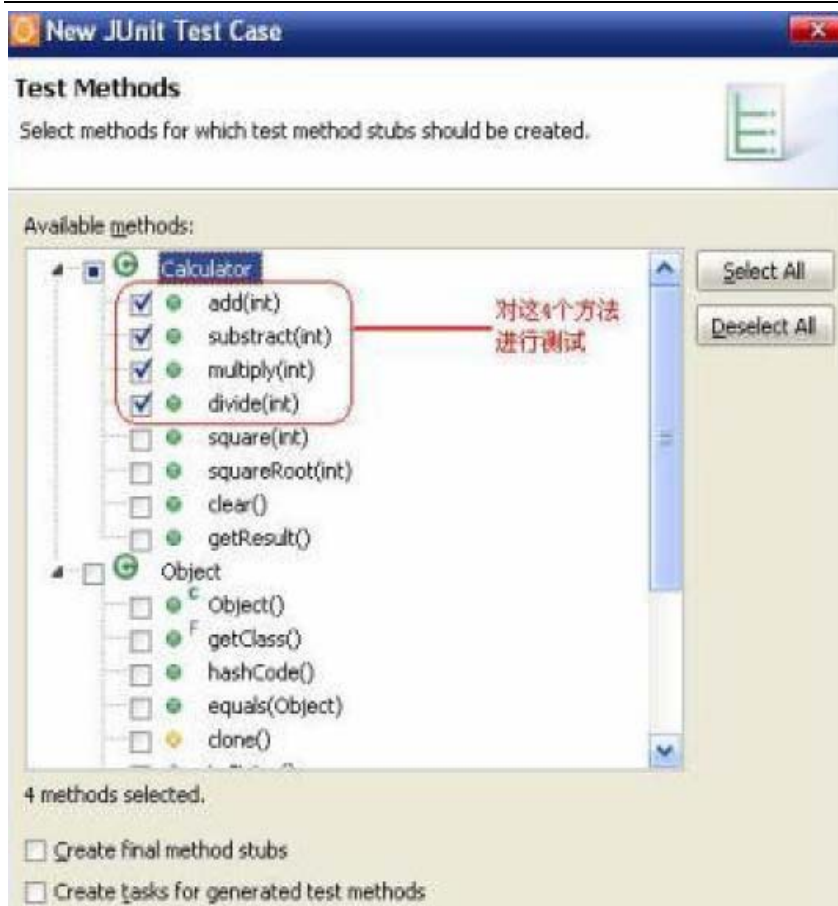 New JUnit Test Case
Test Methods
Select methods for which test method stubs should be created.
Available methods:
Calculator
add(int)
substract(int)
multiply(int)
divide(int)
square(int)
squareRoot(int)
clear()
getResult()
Object
C Object()
F getClass()
hashCode()
equals(Object)
clone()
对这4个方法
进行测试
Select All
Deselect All
4 methods selected.
Create final method stubs
Create tasks for generated test methods